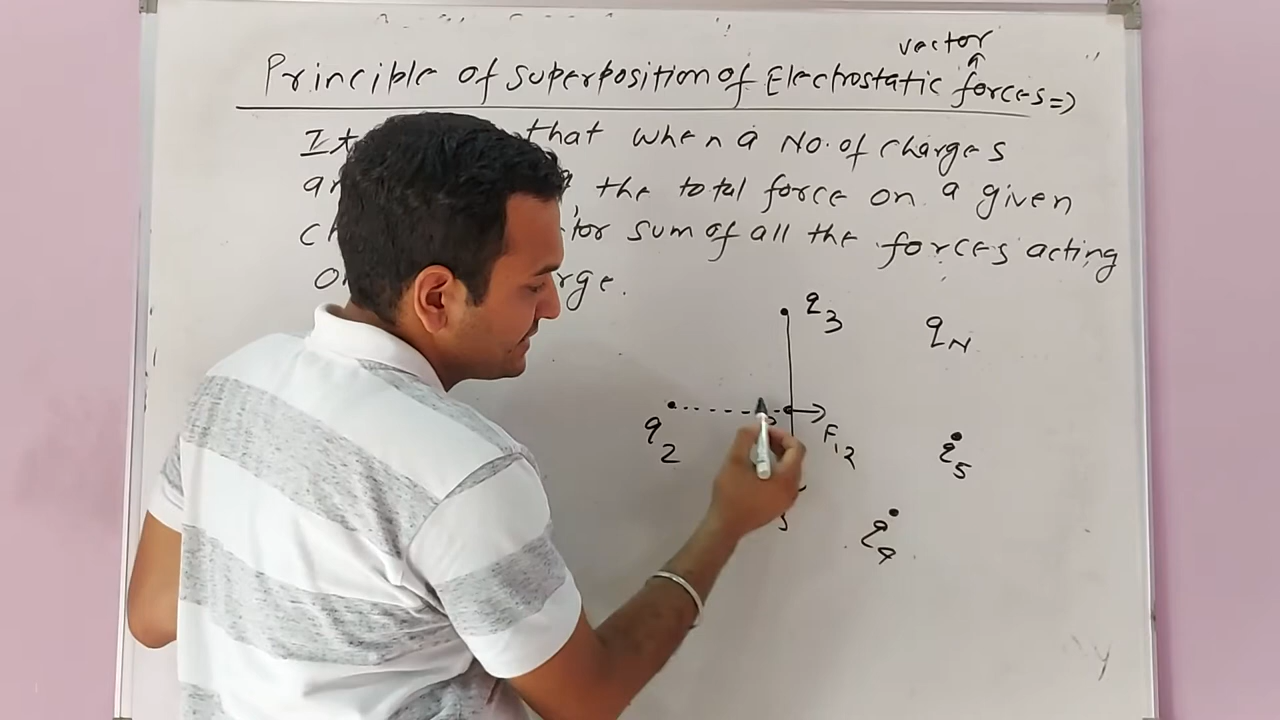 vector
Principle of Superposition of Electrostatic forces=)
It that when a No. of charges
the total force on a given
sum of all the forces acting
q3
qN
q2
F12
q5
q4